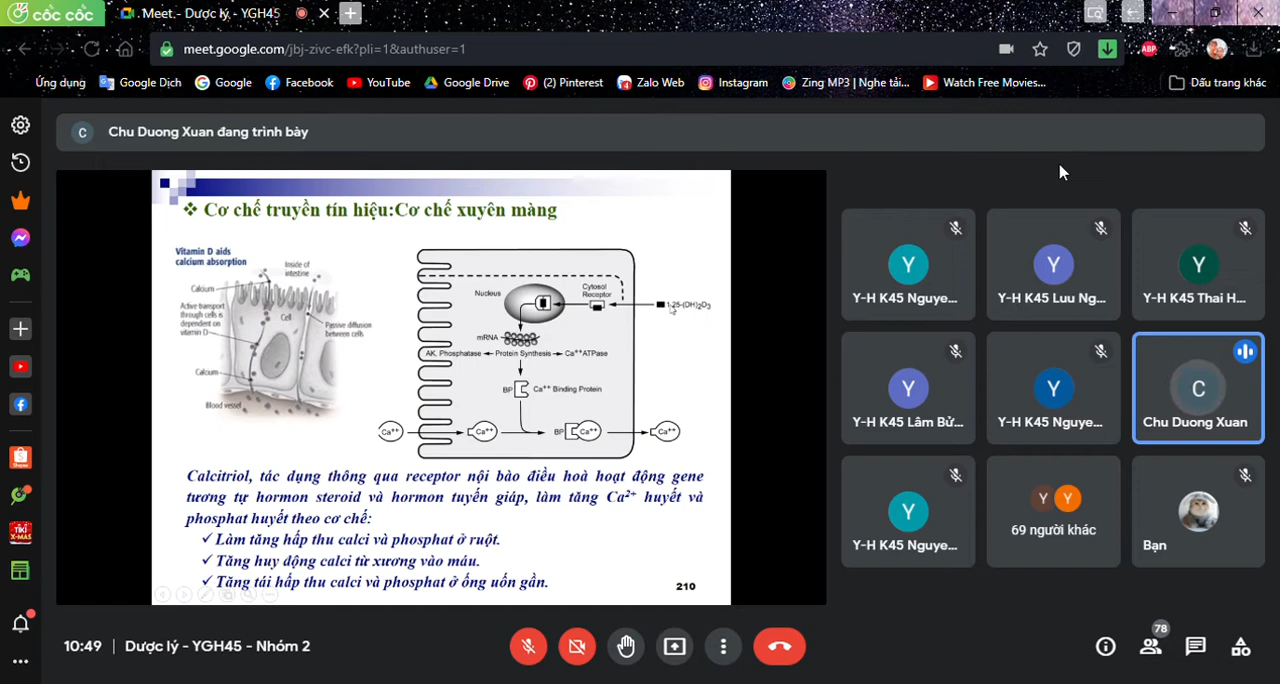 cốc cốc
Meet - Dược lý - YGH45
meet.google.com/jbj-zivc-efk?pli=1&authuser=1
ABP
Ứng dụng
Google Dịch
Google
Facebook
YouTube
Google Drive
(2) Pinterest
Zalo Web
Instagram
Zing MP3 | Nghe tải...
Watch Free Movies...
Dấu trang khác
C
Chu Duong Xuan đang trình bày
Cơ chế truyền tín hiệu:Cơ chế xuyên màng
Vitamin D aids
calcium absorption
Inside of
intestine
Calcium
Active transport
through cells is
dependent on
vitamin D
Cell
Passive diffusion
between cells
Calcium
Blood vessel
Nucleus
Cytosol
Receptor
1,25-(OH)₂D₃
mRNA
AK. Phosphatase
Protein Synthesis
Ca⁺⁺ATPase
BP
Ca⁺⁺ Binding Protein
Ca⁺⁺
Ca⁺⁺
BP
Ca⁺⁺
Ca⁺⁺
Calcitriol, tác dụng thông qua receptor nội bào điều hoà hoạt động gene
tương tự hormon steroid và hormon tuyến giáp, làm tăng Ca²⁺ huyết và
phosphat huyết theo cơ chế:
✓ Làm tăng hấp thu calci và phosphat ở ruột.
✓ Tăng huy động calci từ xương vào máu.
✓ Tăng tái hấp thu calci và phosphat ở ống uốn gần.
210
Y
Y-H K45 Nguye...
Y
Y-H K45 Luu Ng...
Y
Y-H K45 Thai H...
Y
Y-H K45 Lâm Bử...
Y
Y-H K45 Nguye...
C
Chu Duong Xuan
Y
Y-H K45 Nguye...
Y Y
69 người khác
Bạn
TIKI
X-MAS
10:49
Dược lý - YGH45 - Nhóm 2
78